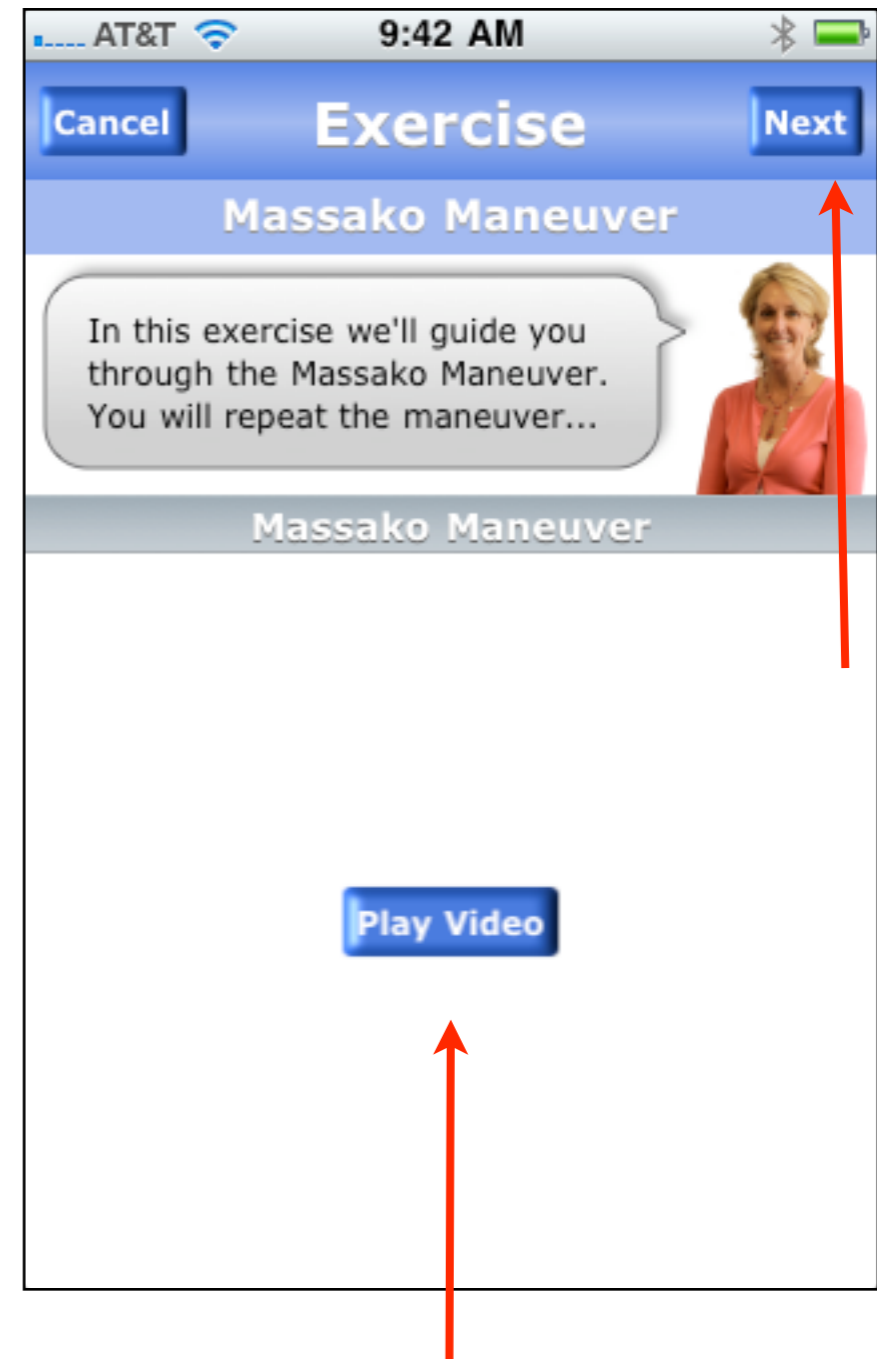 AT&T 9:42 AM
Cancel Exercise Next
Massako Maneuver
In this exercise we'll guide you
through the Massako Maneuver.
You will repeat the maneuver...
Massako Maneuver
Play Video